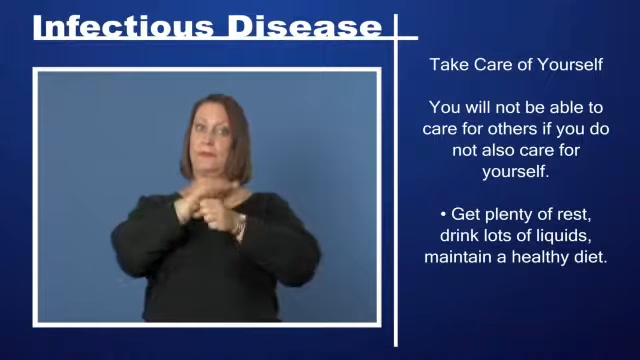 Infectious Disease
Take Care of Yourself
You will not be able to
care for others if you do
not also care for
yourself.
• Get plenty of rest,
drink lots of liquids,
maintain a healthy diet.